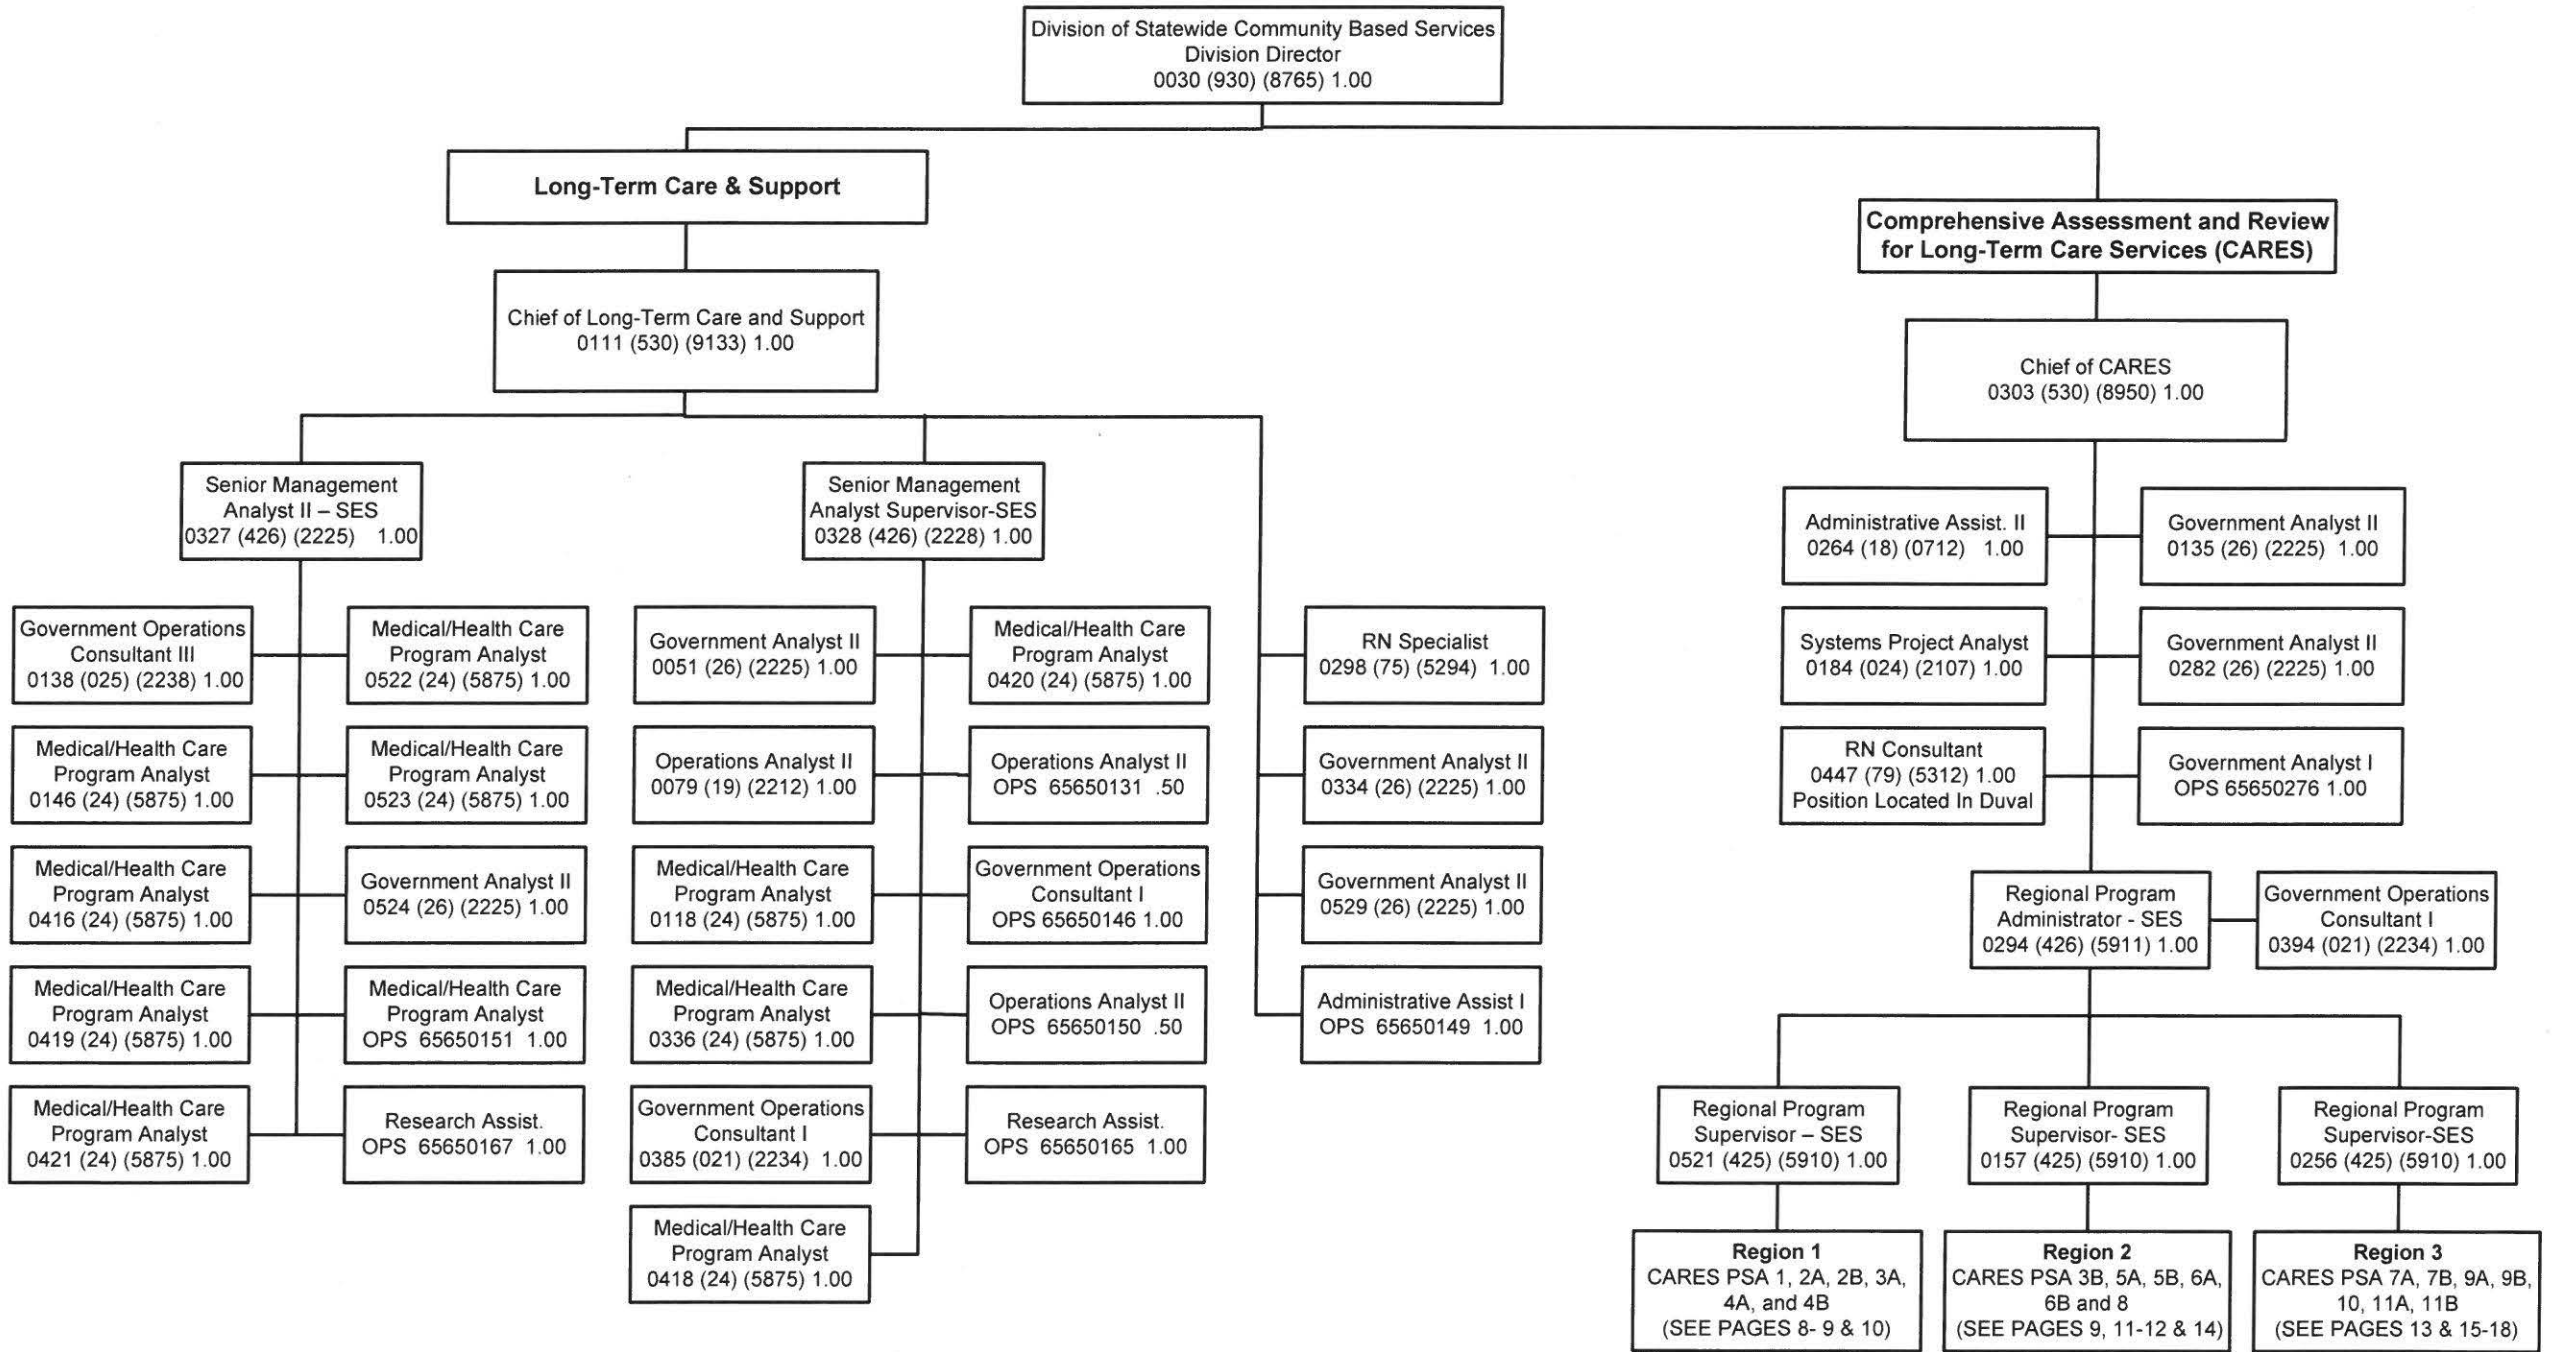 Division of Statewide Community Based Services
Division Director
0030 (930) (8765) 1.00
Long-Term Care & Support
Comprehensive Assessment and Review
for Long-Term Care Services (CARES)
Chief of Long-Term Care and Support
0111 (530) (9133) 1.00
Chief of CARES
0303 (530) (8950) 1.00
Senior Management
Analyst II – SES
0327 (426) (2225) 1.00
Government Operations
Consultant III
0138 (025) (2238) 1.00
Medical/Health Care
Program Analyst
0522 (24) (5875) 1.00
Medical/Health Care
Program Analyst
0146 (24) (5875) 1.00
Medical/Health Care
Program Analyst
0523 (24) (5875) 1.00
Medical/Health Care
Program Analyst
0416 (24) (5875) 1.00
Government Analyst II
0524 (26) (2225) 1.00
Medical/Health Care
Program Analyst
0419 (24) (5875) 1.00
Medical/Health Care
Program Analyst
OPS 65650151 1.00
Medical/Health Care
Program Analyst
0421 (24) (5875) 1.00
Research Assist.
OPS 65650167 1.00
Senior Management
Analyst Supervisor-SES
0328 (426) (2228) 1.00
Government Analyst II
0051 (26) (2225) 1.00
Medical/Health Care
Program Analyst
0420 (24) (5875) 1.00
Operations Analyst II
0079 (19) (2212) 1.00
Operations Analyst II
OPS 65650131 .50
Medical/Health Care
Program Analyst
0118 (24) (5875) 1.00
Government Operations
Consultant I
OPS 65650146 1.00
Medical/Health Care
Program Analyst
0336 (24) (5875) 1.00
Operations Analyst II
OPS 65650150 .50
Government Operations
Consultant I
0385 (021) (2234) 1.00
Research Assist.
OPS 65650165 1.00
Medical/Health Care
Program Analyst
0418 (24) (5875) 1.00
RN Specialist
0298 (75) (5294) 1.00
Government Analyst II
0334 (26) (2225) 1.00
Government Analyst II
0529 (26) (2225) 1.00
Administrative Assist I
OPS 65650149 1.00
Administrative Assist. II
0264 (18) (0712) 1.00
Government Analyst II
0135 (26) (2225) 1.00
Systems Project Analyst
0184 (024) (2107) 1.00
Government Analyst II
0282 (26) (2225) 1.00
RN Consultant
0447 (79) (5312) 1.00
Position Located In Duval
Government Analyst I
OPS 65650276 1.00
Regional Program
Administrator - SES
0294 (426) (5911) 1.00
Government Operations
Consultant I
0394 (021) (2234) 1.00
Regional Program
Supervisor – SES
0521 (425) (5910) 1.00
Regional Program
Supervisor- SES
0157 (425) (5910) 1.00
Regional Program
Supervisor-SES
0256 (425) (5910) 1.00
Region 1
CARES PSA 1, 2A, 2B, 3A,
4A, and 4B
(SEE PAGES 8- 9 & 10)
Region 2
CARES PSA 3B, 5A, 5B, 6A,
6B and 8
(SEE PAGES 9, 11-12 & 14)
Region 3
CARES PSA 7A, 7B, 9A, 9B,
10, 11A, 11B
(SEE PAGES 13 & 15-18)